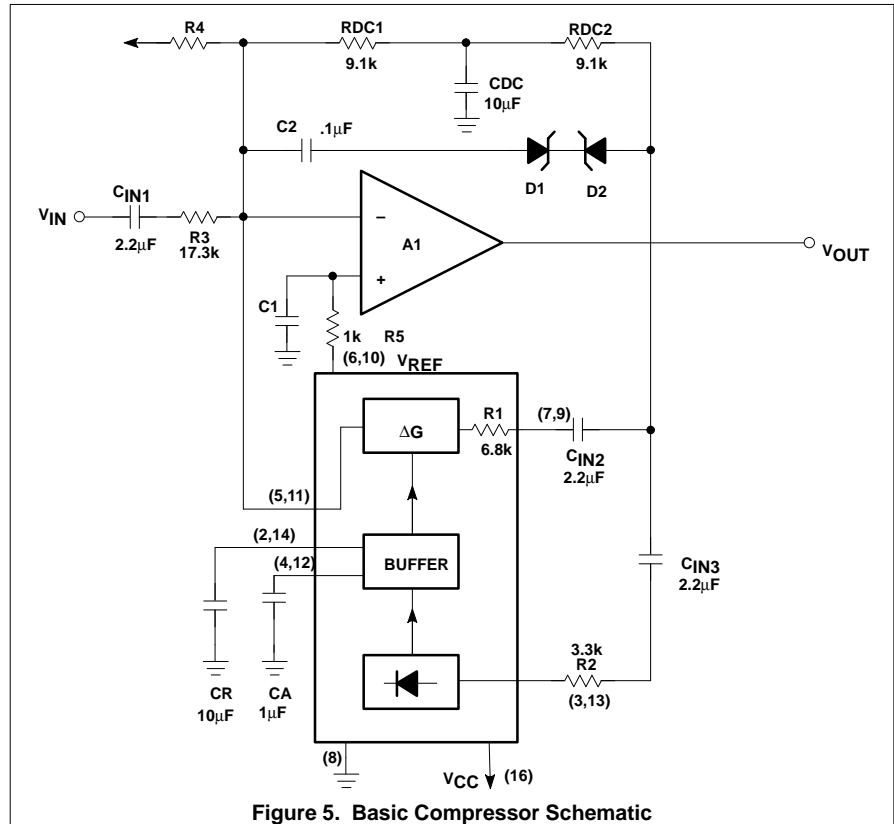 R4
RDC1
9.1k
RDC2
9.1k
CDC
10µF
C2
.1µF
D1
D2
CIN1
2.2µF
VIN
R3
17.3k
–
A1
+
VOUT
C1
1k R5
(6,10)
VREF
ΔG
R1
6.8k
(7,9)
CIN2
2.2µF
(5,11)
(2,14)
(4,12)
BUFFER
CIN3
2.2µF
3.3k
R2
(3,13)
CR
10µF
CA
1µF
(8)
VCC
(16)
Figure 5. Basic Compressor Schematic